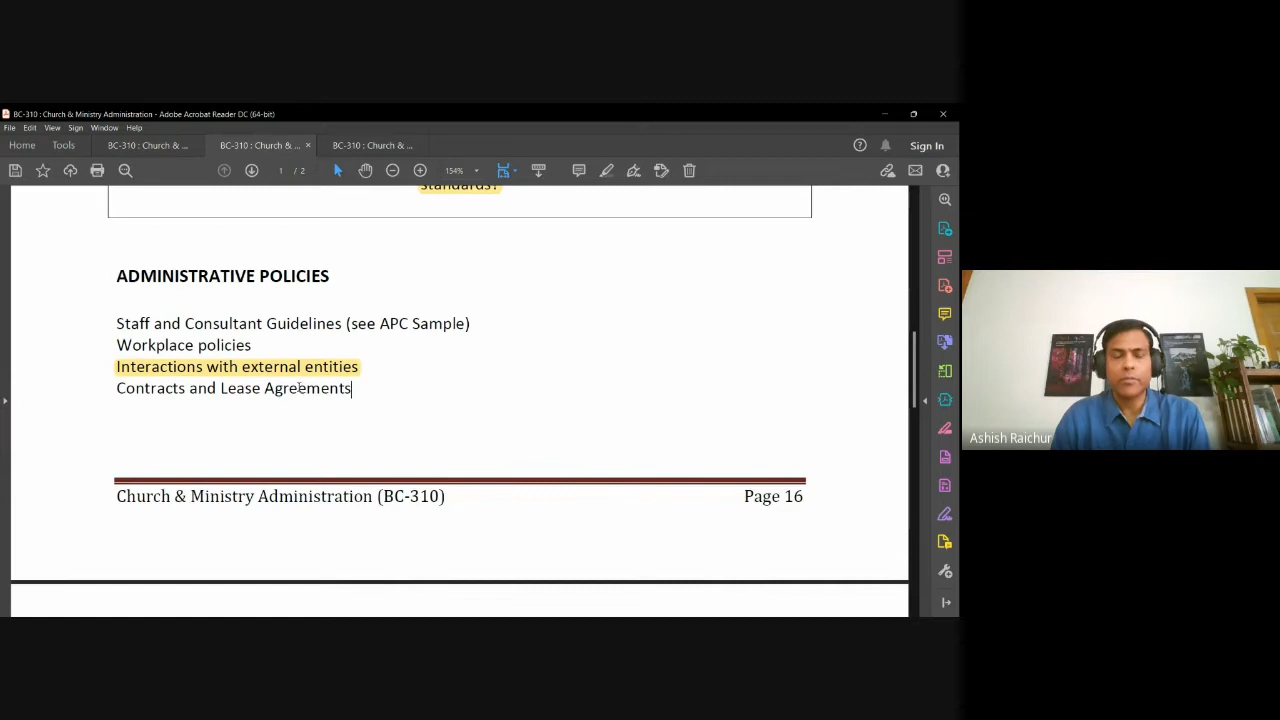 BC-310 : Church & Ministry Administration - Adobe Acrobat Reader DC (64-bit)
File Edit View Sign Window Help
Home Tools BC-310 : Church & ... BC-310 : Church & ... × BC-310 : Church & ... Sign In
1 / 2 154%
standards?
ADMINISTRATIVE POLICIES
Staff and Consultant Guidelines (see APC Sample)
Workplace policies
Interactions with external entities
Contracts and Lease Agreements
Church & Ministry Administration (BC-310) Page 16
Ashish Raichur